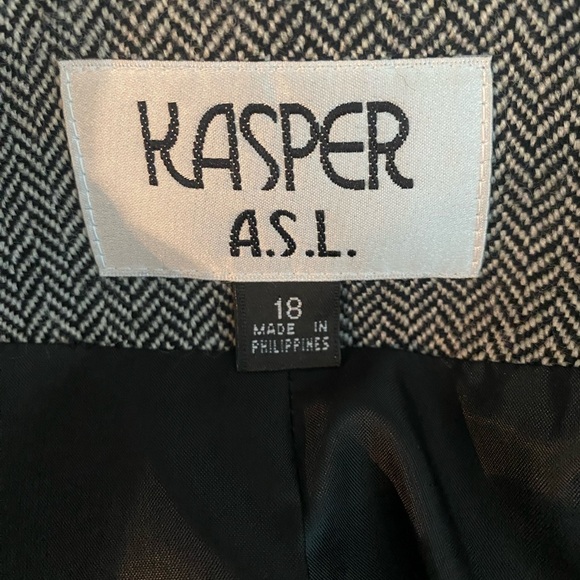 KASPER
A.S.L.
18
MADE IN
PHILIPPINES